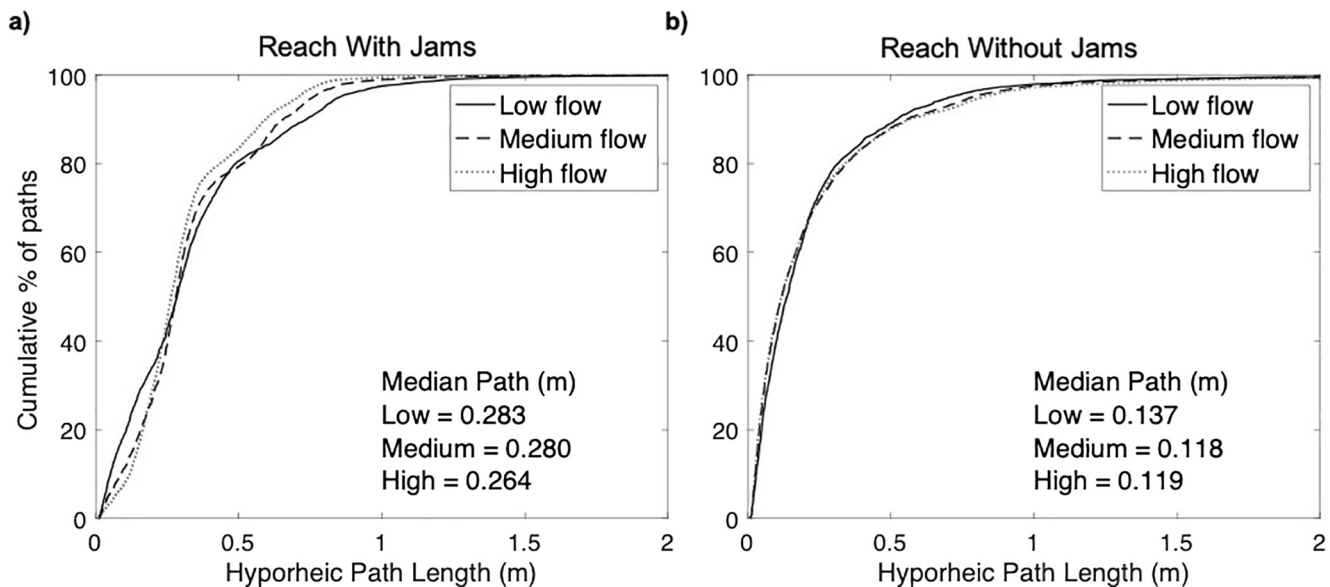 a)
Reach With Jams
100
80
60
40
20
0
Cumulative % of paths
Low flow
Medium flow
High flow
Median Path (m)
Low = 0.283
Medium = 0.280
High = 0.264
0 0.5 1 1.5 2
Hyporheic Path Length (m)
b)
Reach Without Jams
100
80
60
40
20
0
Low flow
Medium flow
High flow
Median Path (m)
Low = 0.137
Medium = 0.118
High = 0.119
0 0.5 1 1.5 2
Hyporheic Path Length (m)